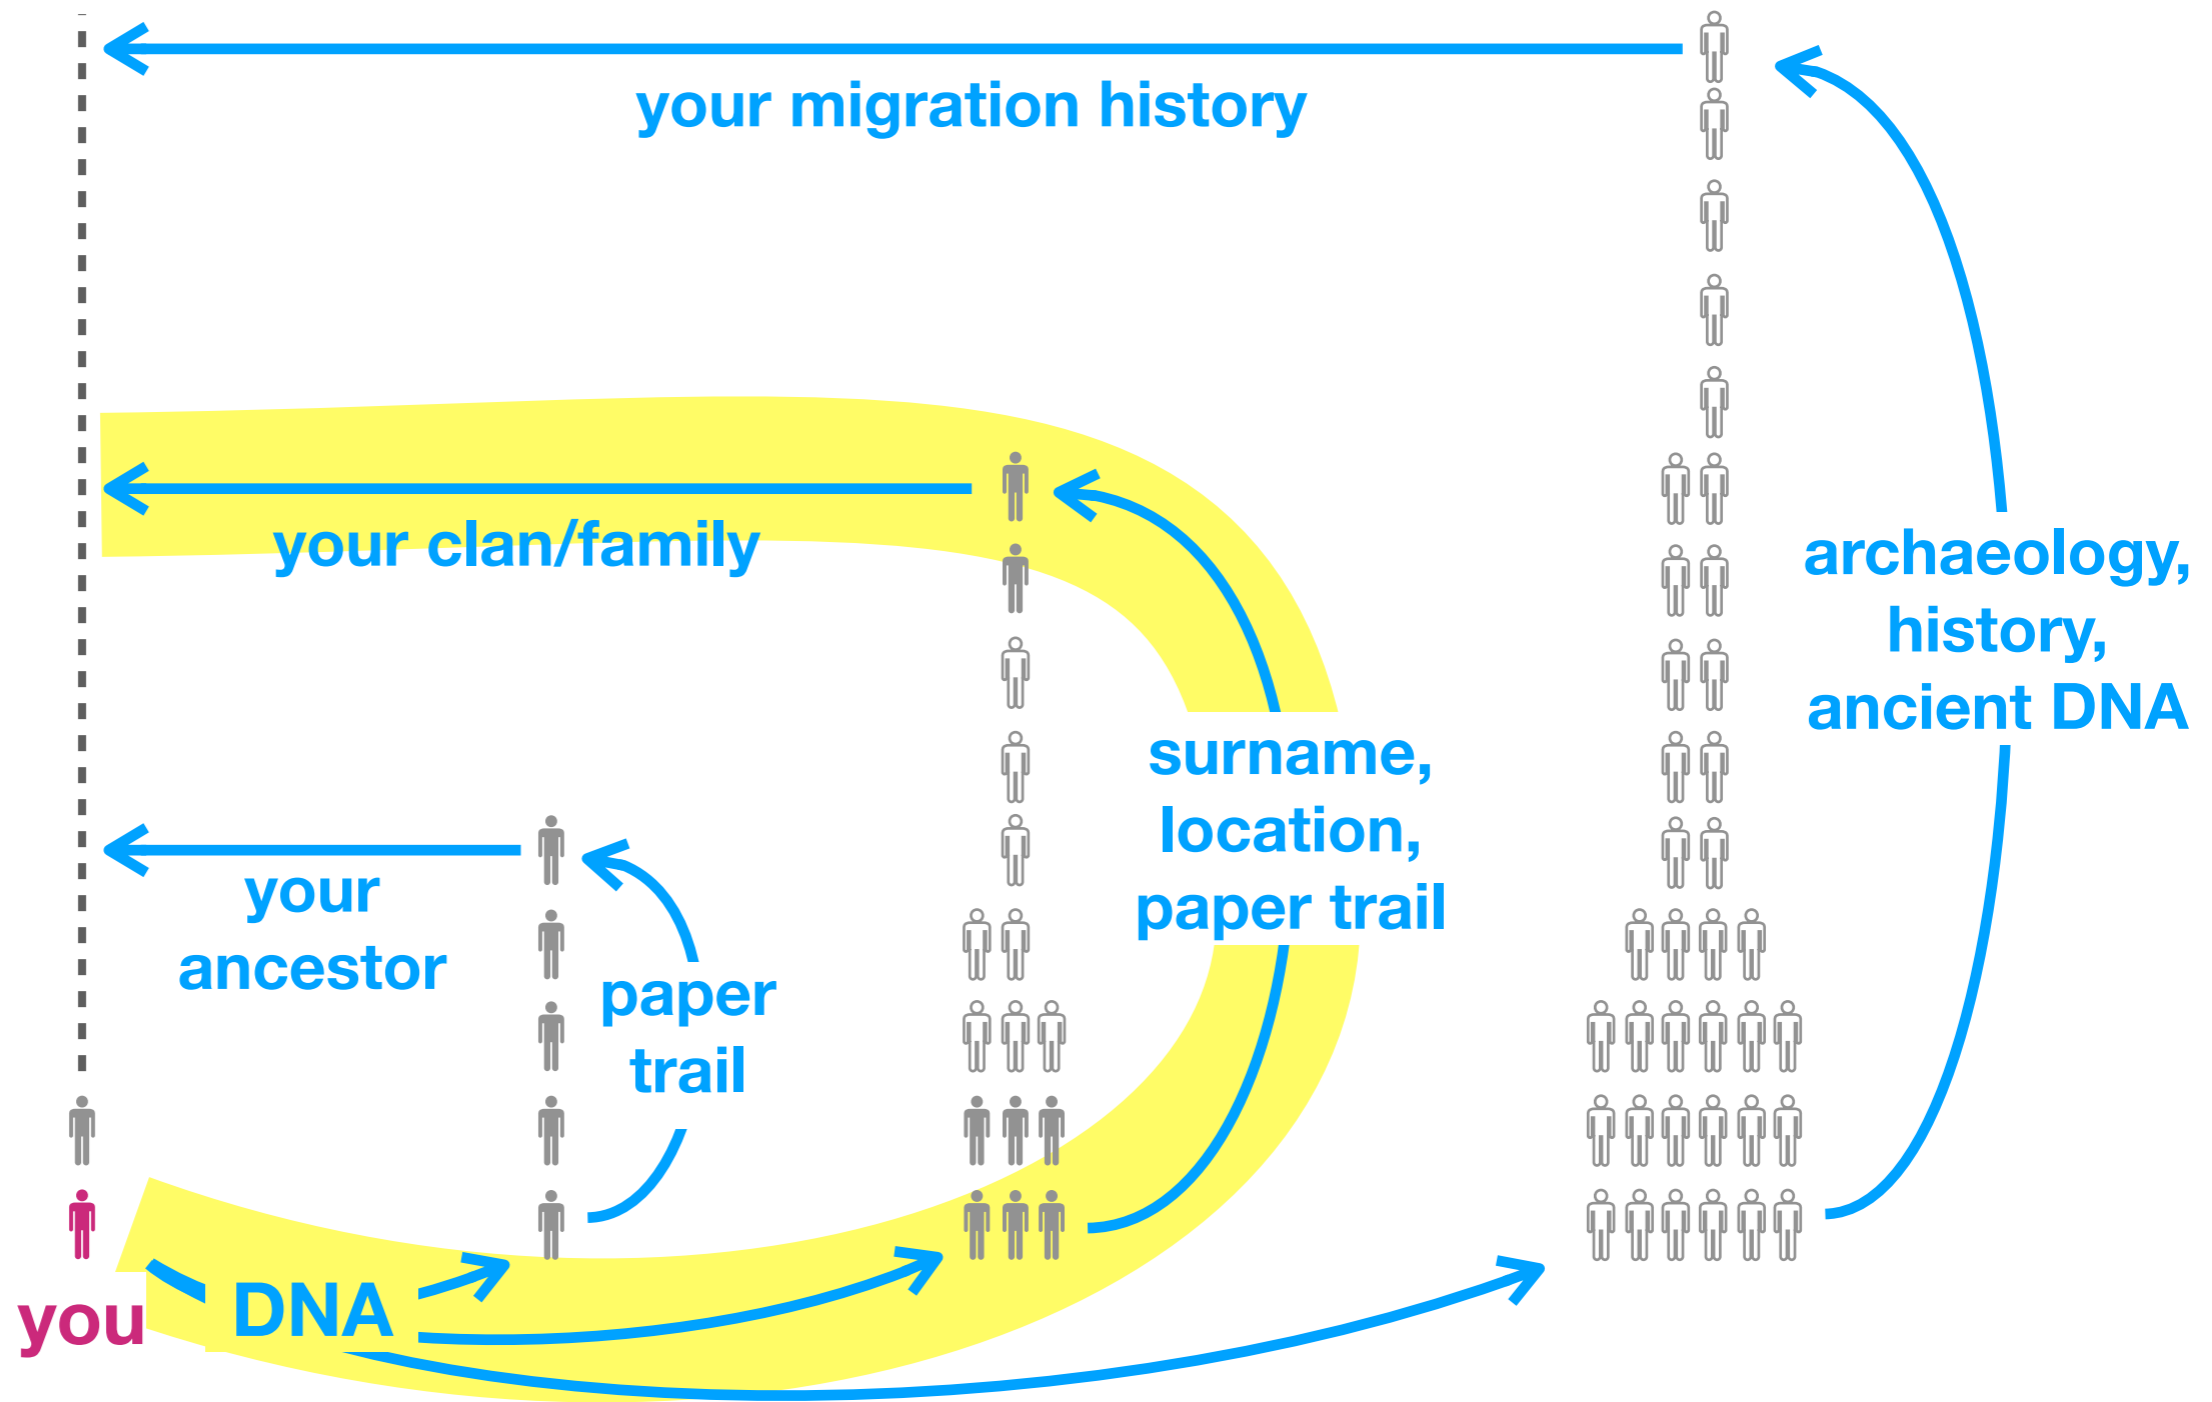 your migration history
your clan/family
archaeology,
history,
ancient DNA
surname,
location,
paper trail
your
ancestor
paper
trail
DNA
you